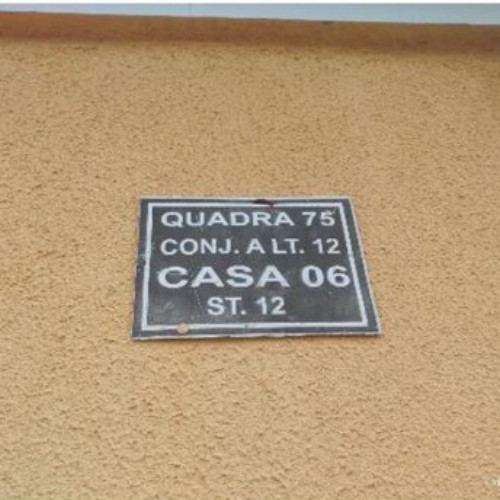 QUADRA 75
CONJ. A LT. 12
CASA 06
ST. 12